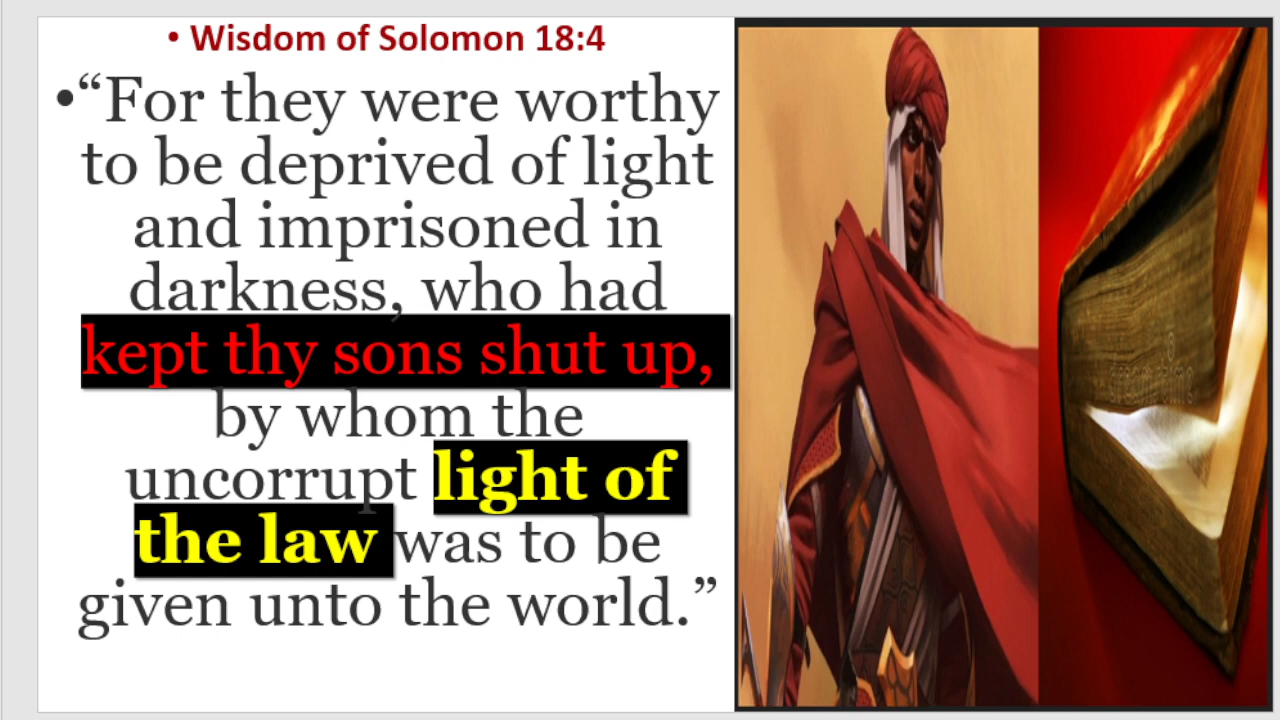 • Wisdom of Solomon 18:4
•“For they were worthy
to be deprived of light
and imprisoned in
darkness, who had
kept thy sons shut up,
by whom the
uncorrupt light of
the law was to be
given unto the world.”